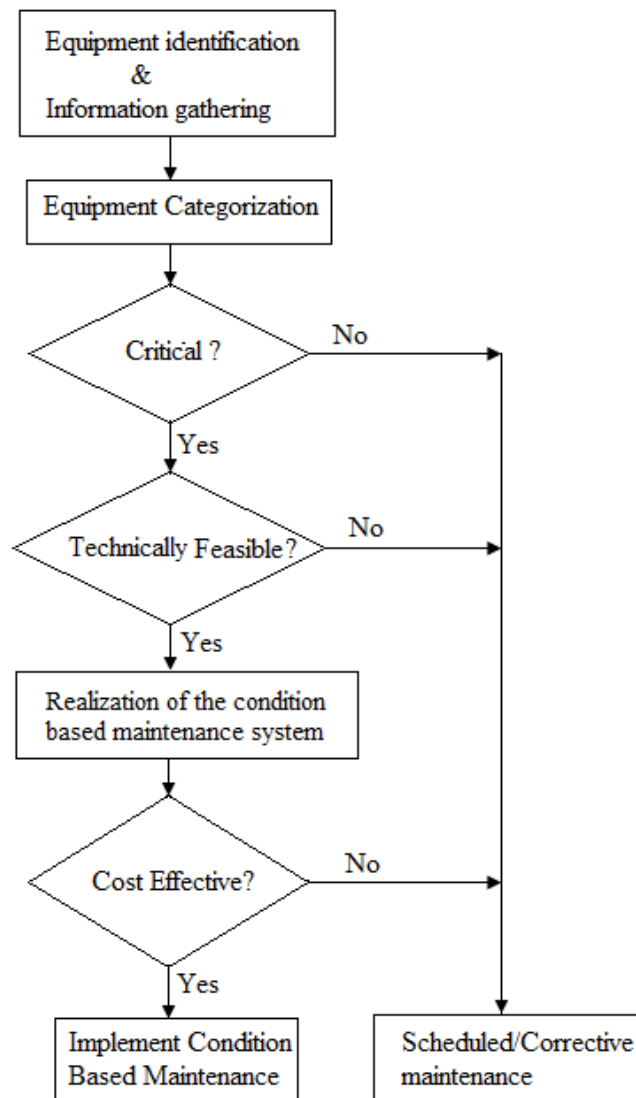 Equipment identification
&
Information gathering
Equipment Categorization
Critical ?
No
Yes
Technically Feasible?
No
Yes
Realization of the condition
based maintenance system
Cost Effective?
No
Yes
Implement Condition
Based Maintenance
Scheduled/Corrective
maintenance